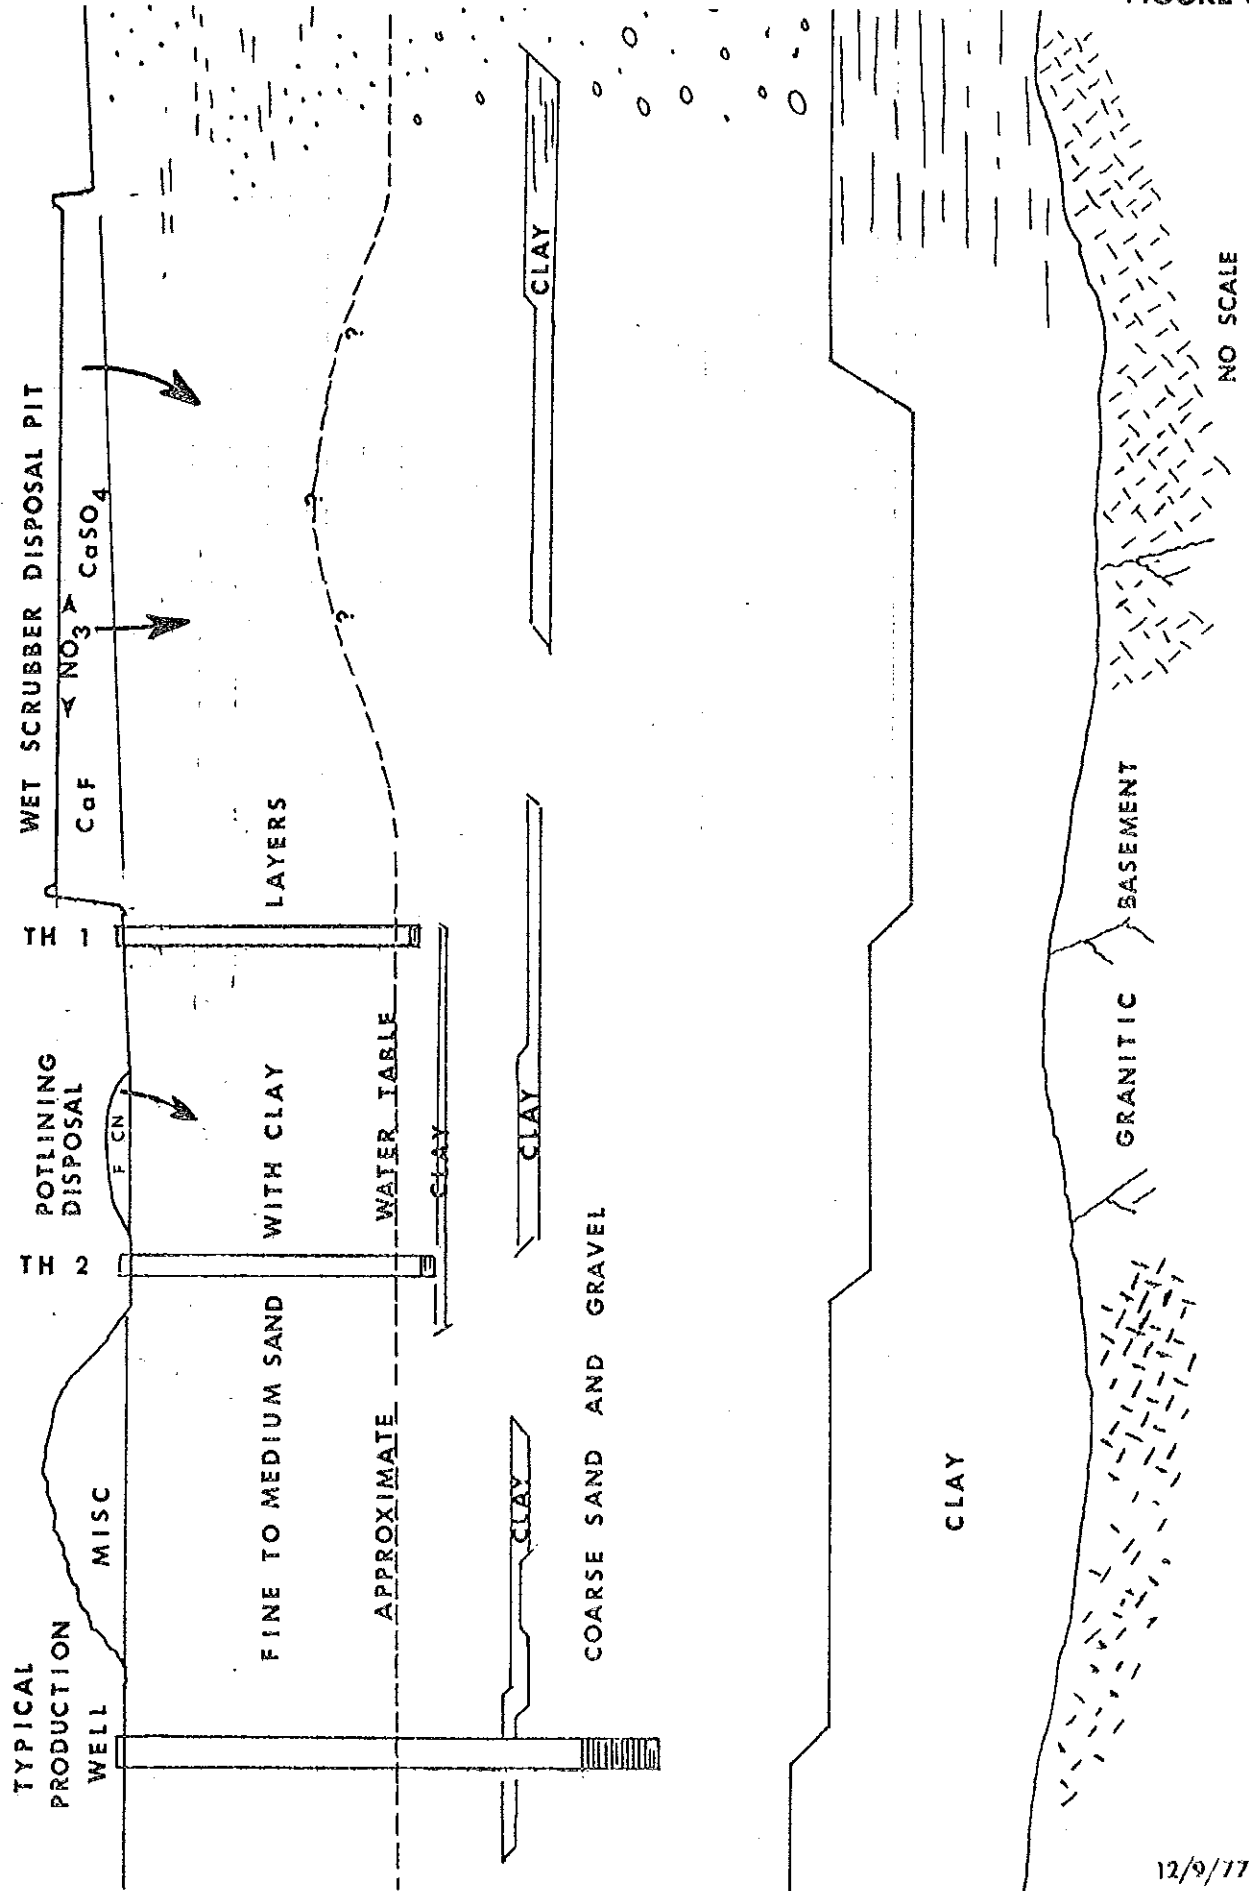 FIGURE
TYPICAL
PRODUCTION
WELL
MISC
TH 2
POTLINING
DISPOSAL
F CN
TH 1
WET SCRUBBER DISPOSAL PIT
CaF
NO3
CaSO4
FINE TO MEDIUM SAND WITH CLAY LAYERS
APPROXIMATE WATER TABLE
?
?
?
CLAY
CLAY
CLAY
CLAY
COARSE SAND AND GRAVEL
CLAY
GRANITIC BASEMENT
NO SCALE
12/9/77